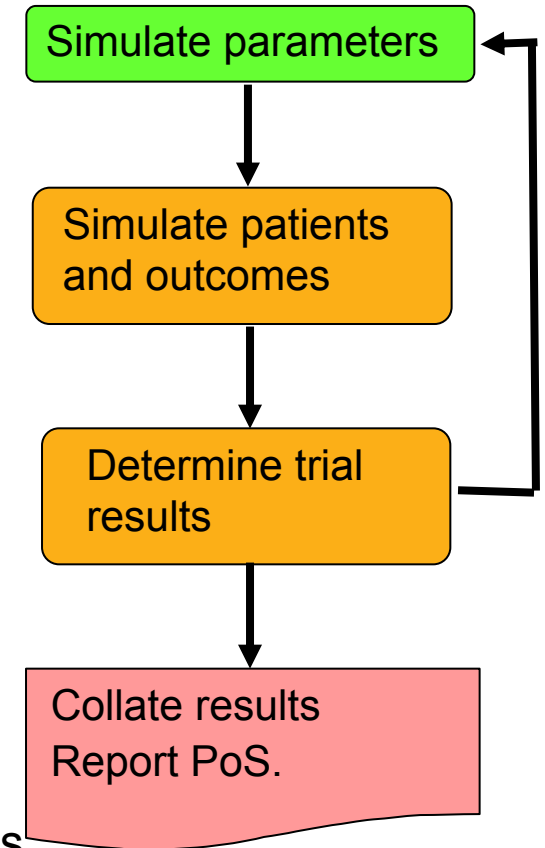 Simulate parameters
Simulate patients
and outcomes
Determine trial
results
Collate results
Report PoS.
s